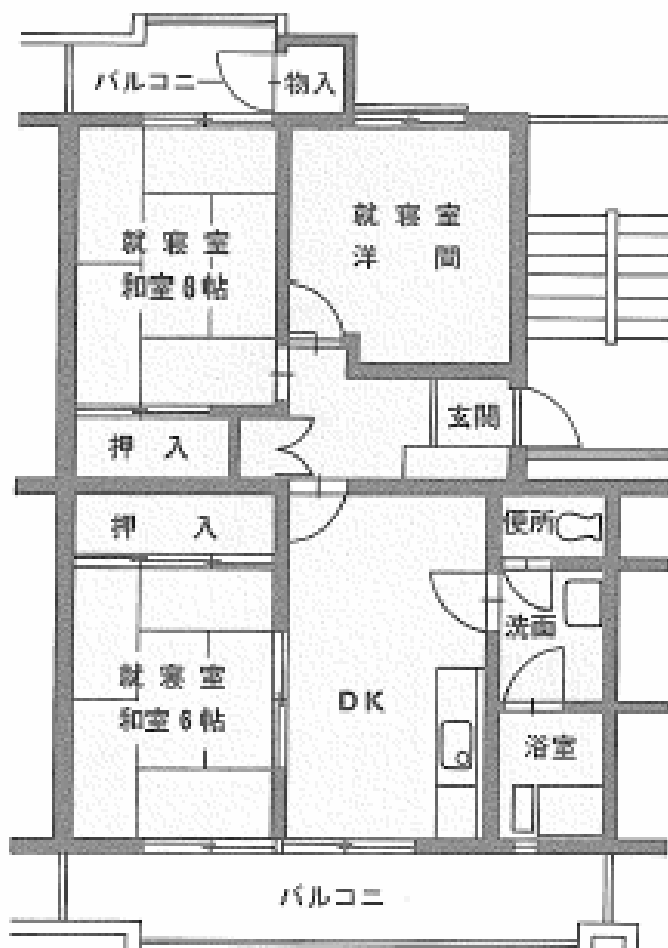 バルコニー
物入
就寝室
洋間
就寝室
和室6帖
玄関
押入
押入
便所
洗面
就寝室
和室6帖
DK
浴室
バルコニ